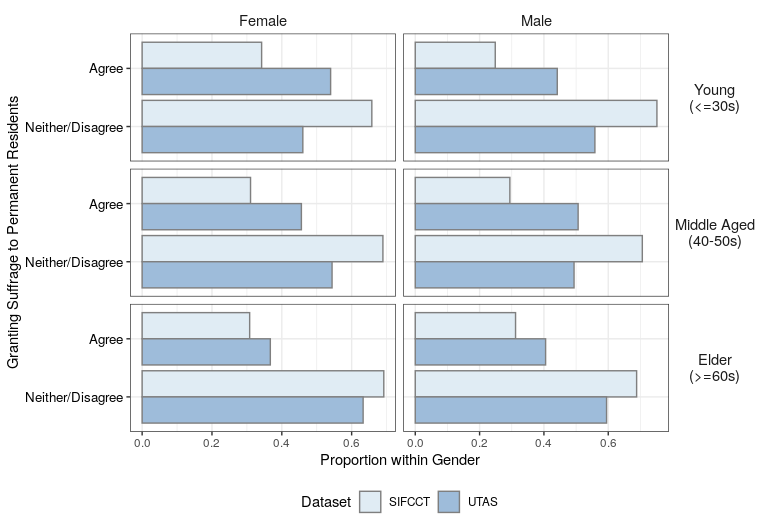 Female
Male
Granting Suffrage to Permanent Residents
Agree
Neither/Disagree
Young
(<=30s)
Agree
Neither/Disagree
Middle Aged
(40-50s)
Agree
Neither/Disagree
Elder
(>=60s)
0.0 0.2 0.4 0.6 0.0 0.2 0.4 0.6
Proportion within Gender
Dataset SIFCCT UTAS